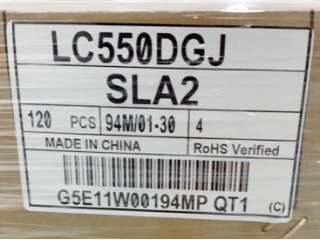 LC550DGJ
SLA2
120 PCS 94M/01-30 4
MADE IN CHINA RoHS Verified
G5E11W00194MP QT1 (C)